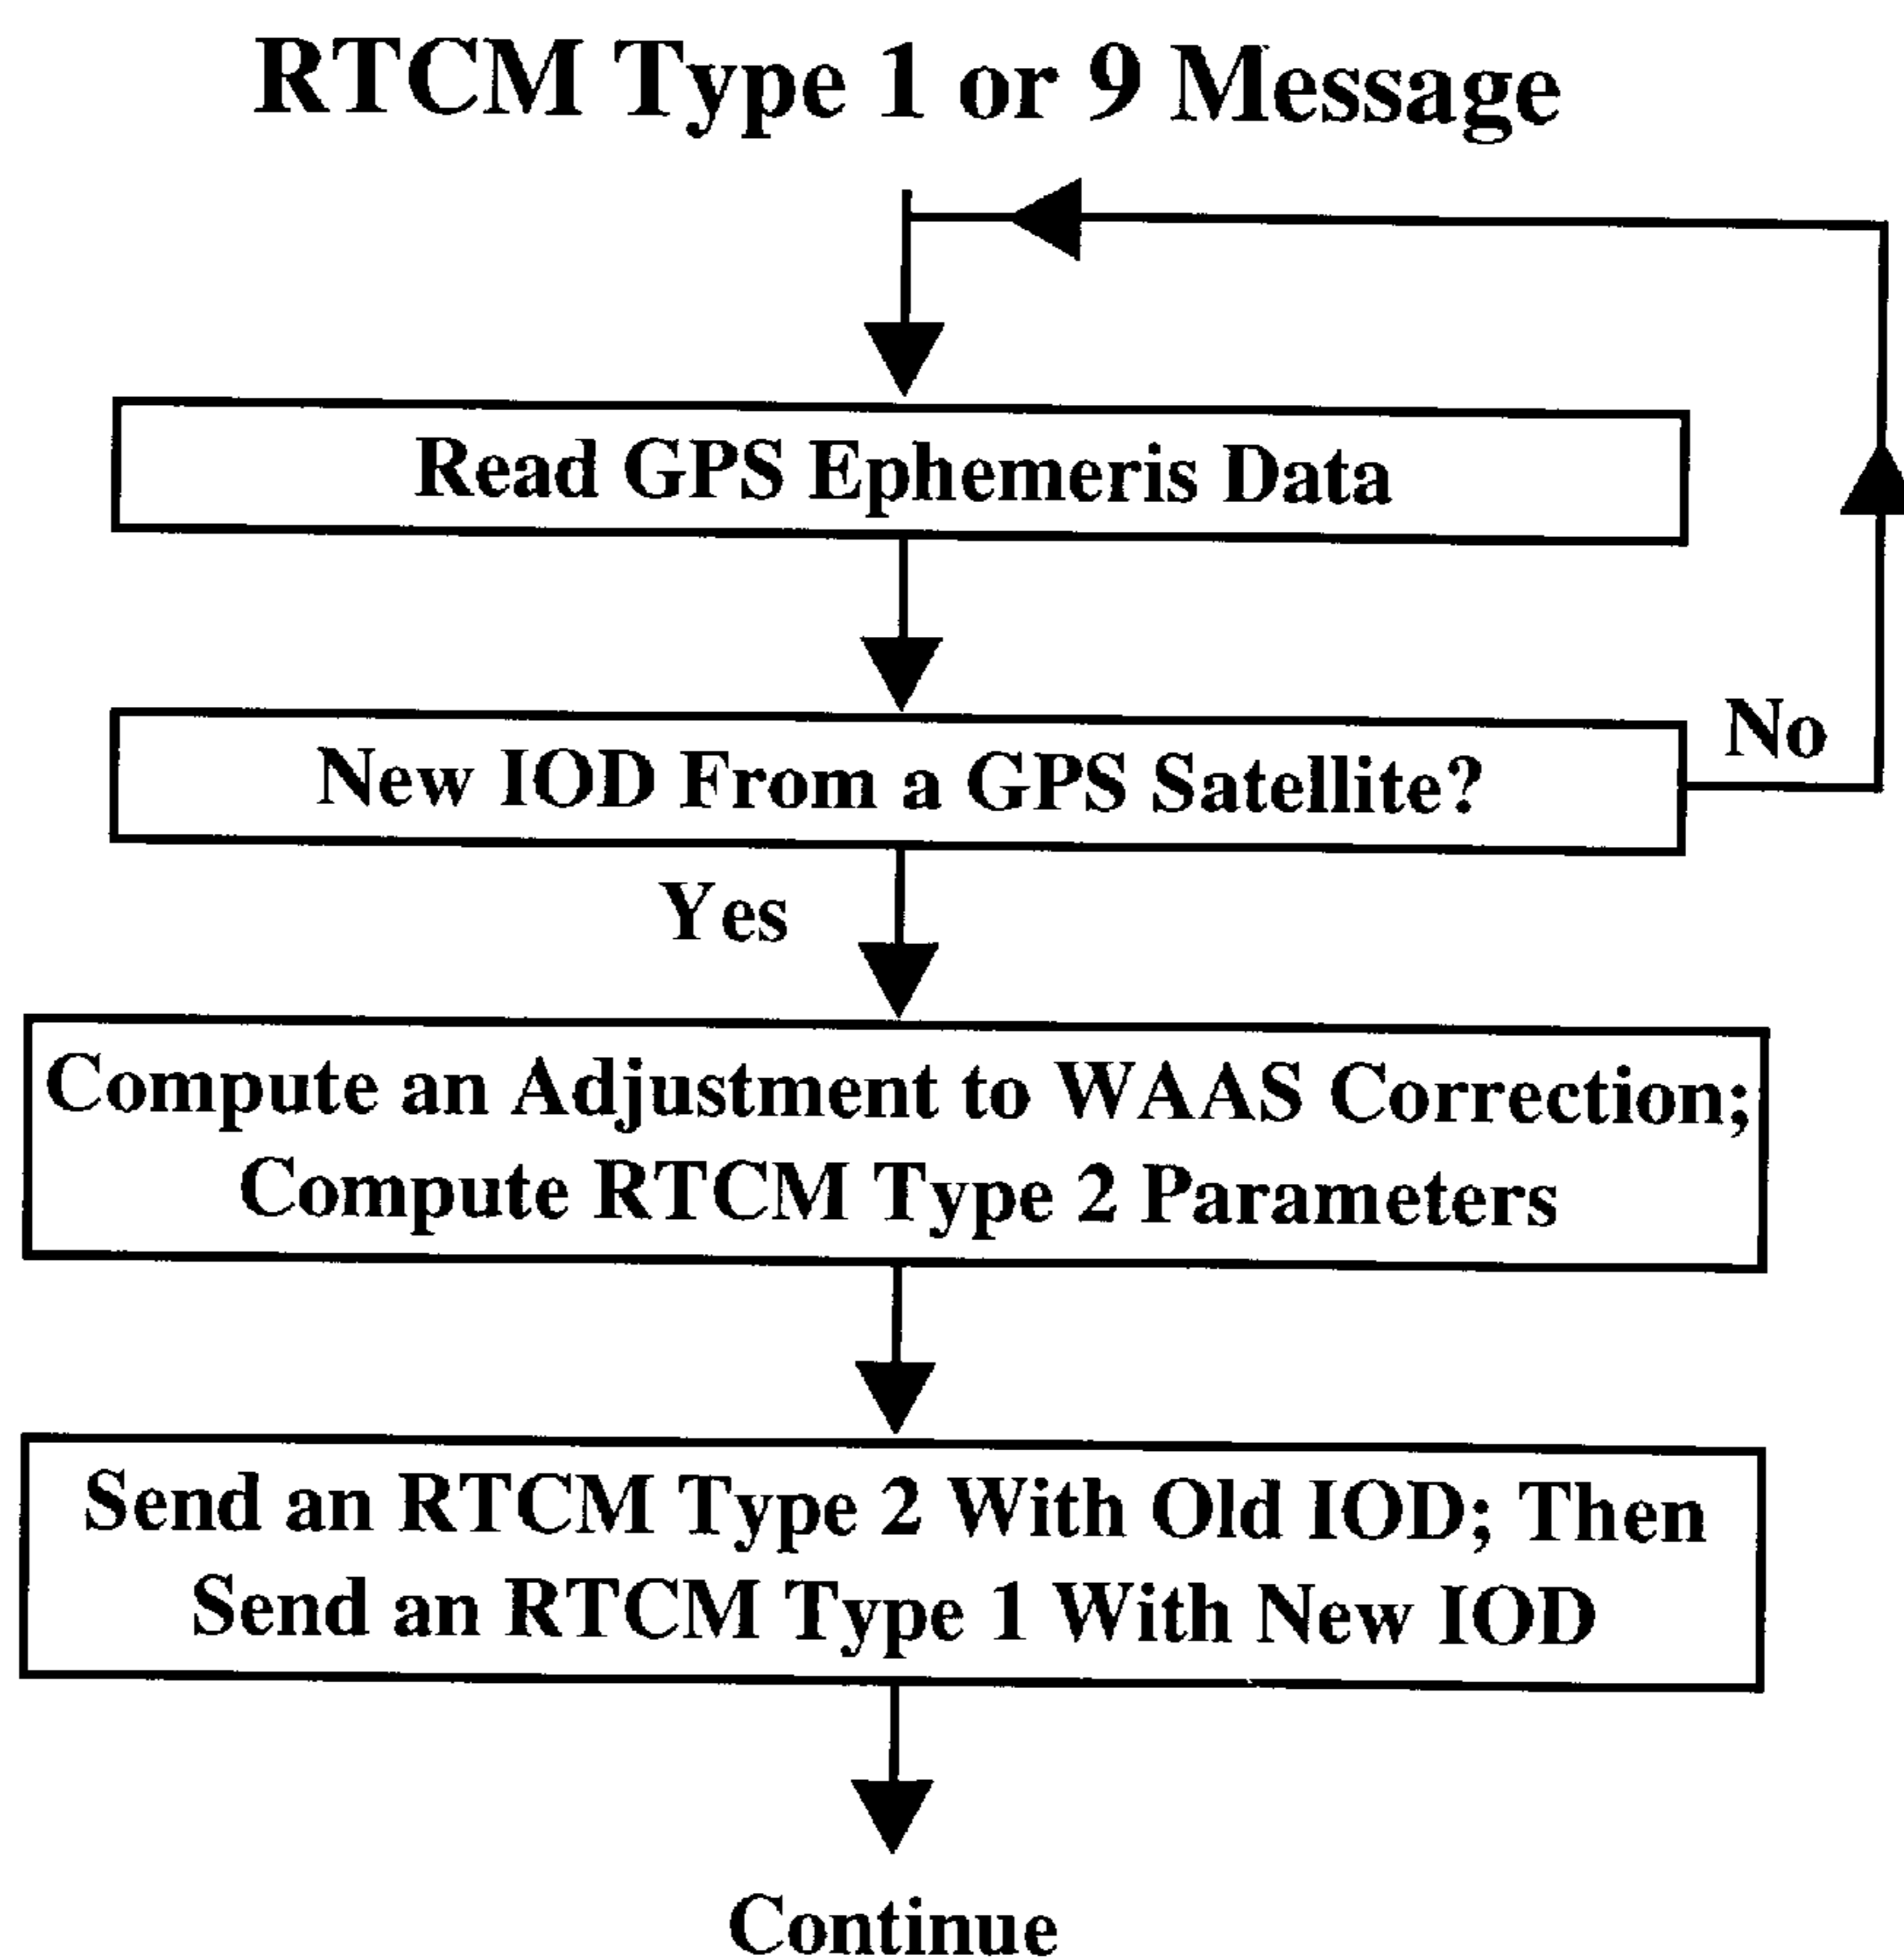 RTCM Type 1 or 9 Message
Read GPS Ephemeris Data
New IOD From a GPS Satellite?
No
Yes
Compute an Adjustment to WAAS Correction;
Compute RTCM Type 2 Parameters
Send an RTCM Type 2 With Old IOD; Then
Send an RTCM Type 1 With New IOD
Continue